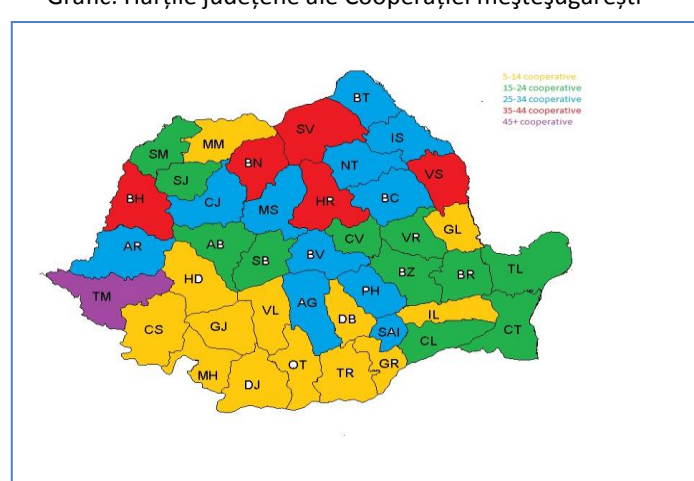 Grafic: Hărțile județene ale Cooperației meșteșugărești
5-14 cooperative
15-24 cooperative
25-34 cooperative
35-44 cooperative
45+ cooperative
BT
SV
IS
MM
SM
BN
NT
VS
SJ
BH
CJ
MS
HR
BC
GL
AR
AB
CV
VR
SB
BV
HD
BZ
BR
TL
TM
PH
VL
AG
DB
IL
CS
GJ
SAI
CL
CT
OT
GR
MH
DJ
TR